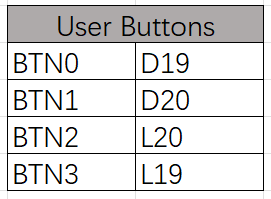 User Buttons
BTN0 D19
BTN1 D20
BTN2 L20
BTN3 L19